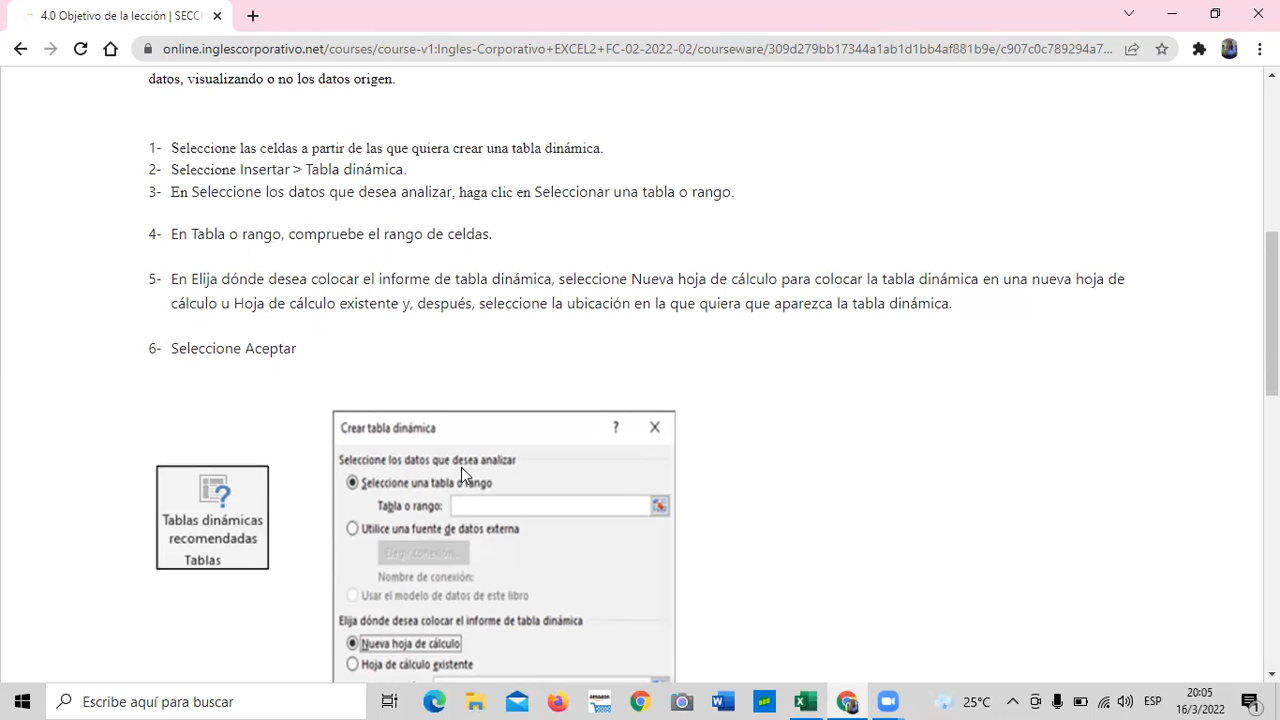 4.0 Objetivo de la lección | SECC
online.inglescorporativo.net/courses/course-v1:Ingles-Corporativo+EXCEL2+FC-02-2022-02/courseware/309d279bb17344a1ab1d1bb4af881b9e/c907c0c789294a7...
datos, visualizando o no los datos origen.
1- Seleccione las celdas a partir de las que quiera crear una tabla dinámica.
2- Seleccione Insertar > Tabla dinámica.
3- En Seleccione los datos que desea analizar, haga clic en Seleccionar una tabla o rango.
4- En Tabla o rango, compruebe el rango de celdas.
5- En Elija dónde desea colocar el informe de tabla dinámica, seleccione Nueva hoja de cálculo para colocar la tabla dinámica en una nueva hoja de
cálculo u Hoja de cálculo existente y, después, seleccione la ubicación en la que quiera que aparezca la tabla dinámica.
6- Seleccione Aceptar
Tablas dinámicas
recomendadas
Tablas
Crear tabla dinámica ?
Seleccione los datos que desea analizar
Seleccione una tabla o rango
Tabla o rango:
Utilice una fuente de datos externa
Elegir conexión...
Nombre de conexión:
Usar el modelo de datos de este libro
Elija dónde desea colocar el informe de tabla dinámica
Nueva hoja de cálculo
Hoja de cálculo existente
Escribe aquí para buscar
amazon
25°C
ESP
20:05
16/3/2022
1